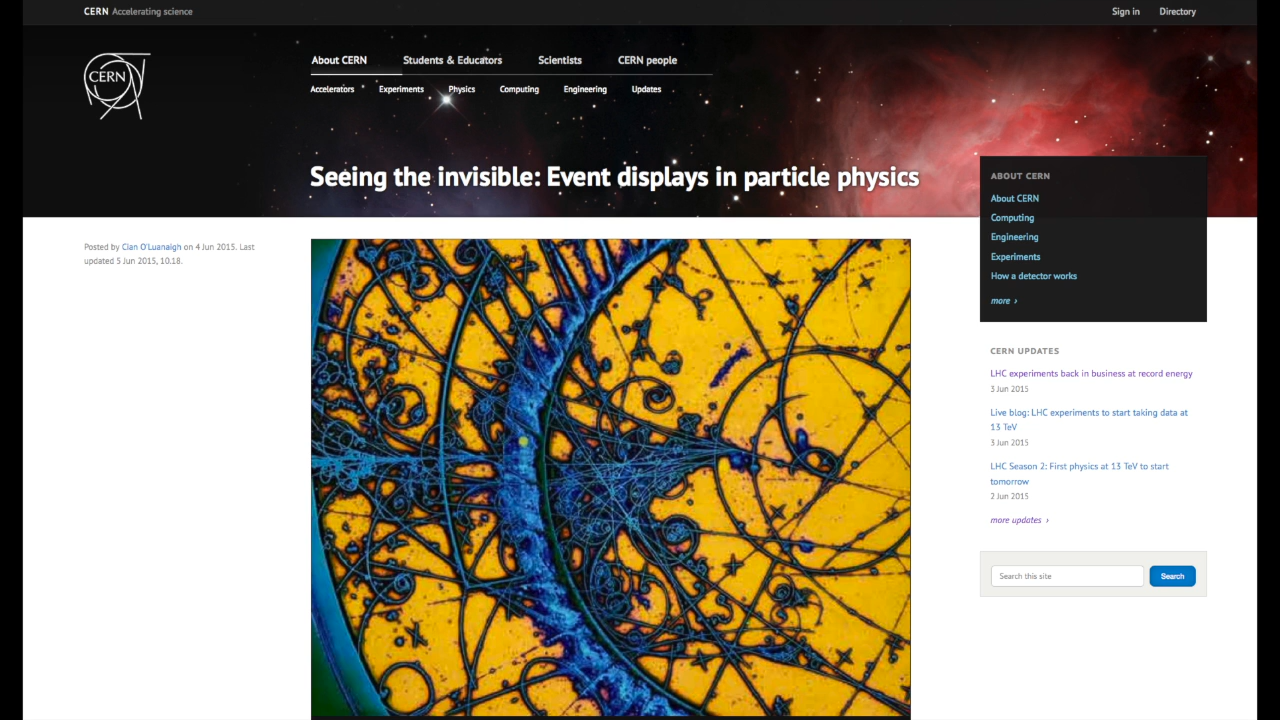 CERN Accelerating science
Sign in Directory
CERN
About CERN Students & Educators Scientists CERN people
Accelerators Experiments Physics Computing Engineering Updates
Seeing the invisible: Event displays in particle physics
Posted by Cian O'Luanaigh on 4 Jun 2015. Last
updated 5 Jun 2015, 10.18.
ABOUT CERN
About CERN
Computing
Engineering
Experiments
How a detector works
more ›
CERN UPDATES
LHC experiments back in business at record energy
3 Jun 2015
Live blog: LHC experiments to start taking data at
13 TeV
3 Jun 2015
LHC Season 2: First physics at 13 TeV to start
tomorrow
2 Jun 2015
more updates ›
Search this site Search